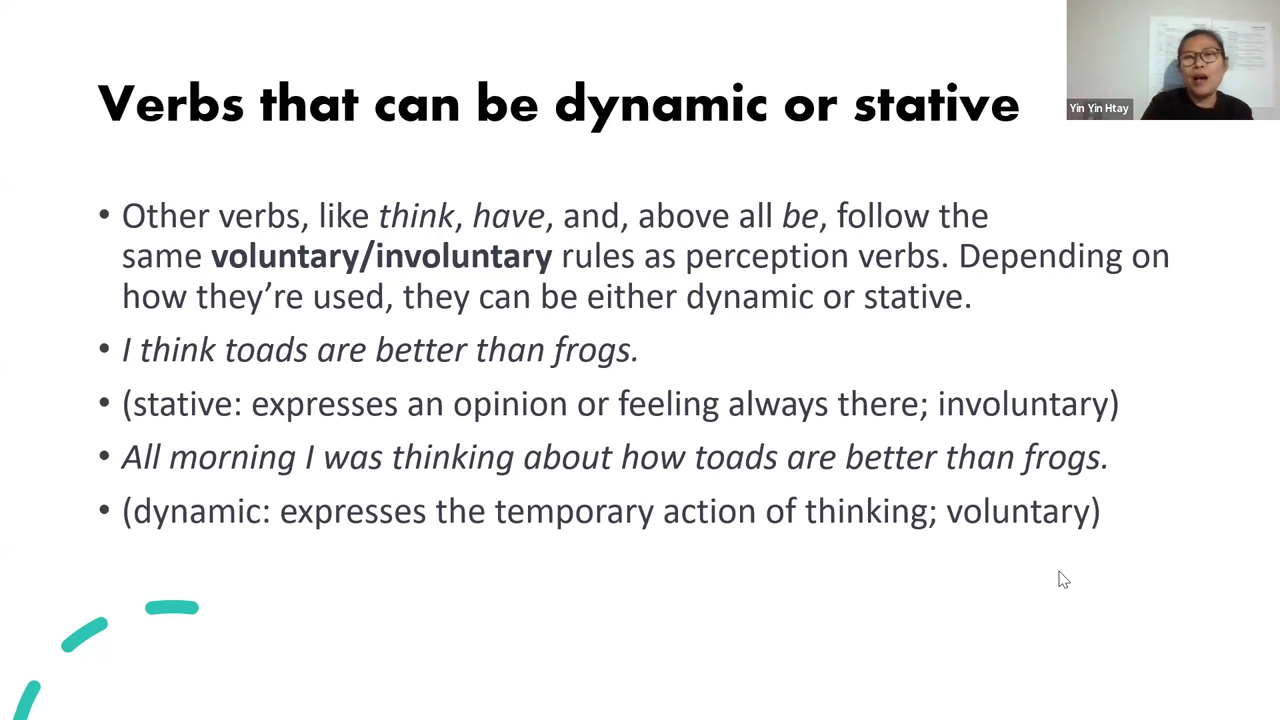 Verbs that can be dynamic or stative
Yin Yin Htay
• Other verbs, like think, have, and, above all be, follow the
same voluntary/involuntary rules as perception verbs. Depending on
how they’re used, they can be either dynamic or stative.
• I think toads are better than frogs.
• (stative: expresses an opinion or feeling always there; involuntary)
• All morning I was thinking about how toads are better than frogs.
• (dynamic: expresses the temporary action of thinking; voluntary)